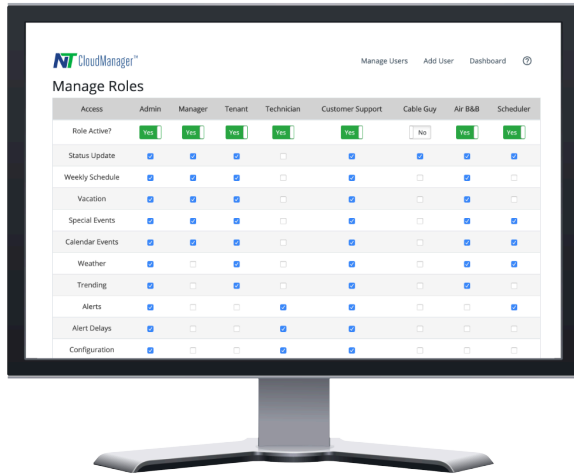 NT CloudManager™
Manage Users Add User Dashboard ?
Manage Roles
Access Admin Manager Tenant Technician Customer Support Cable Guy Air B&B Scheduler
Role Active? Yes Yes Yes Yes Yes No Yes Yes
Status Update
Weekly Schedule
Vacation
Special Events
Calendar Events
Weather
Trending
Alerts
Alert Delays
Configuration